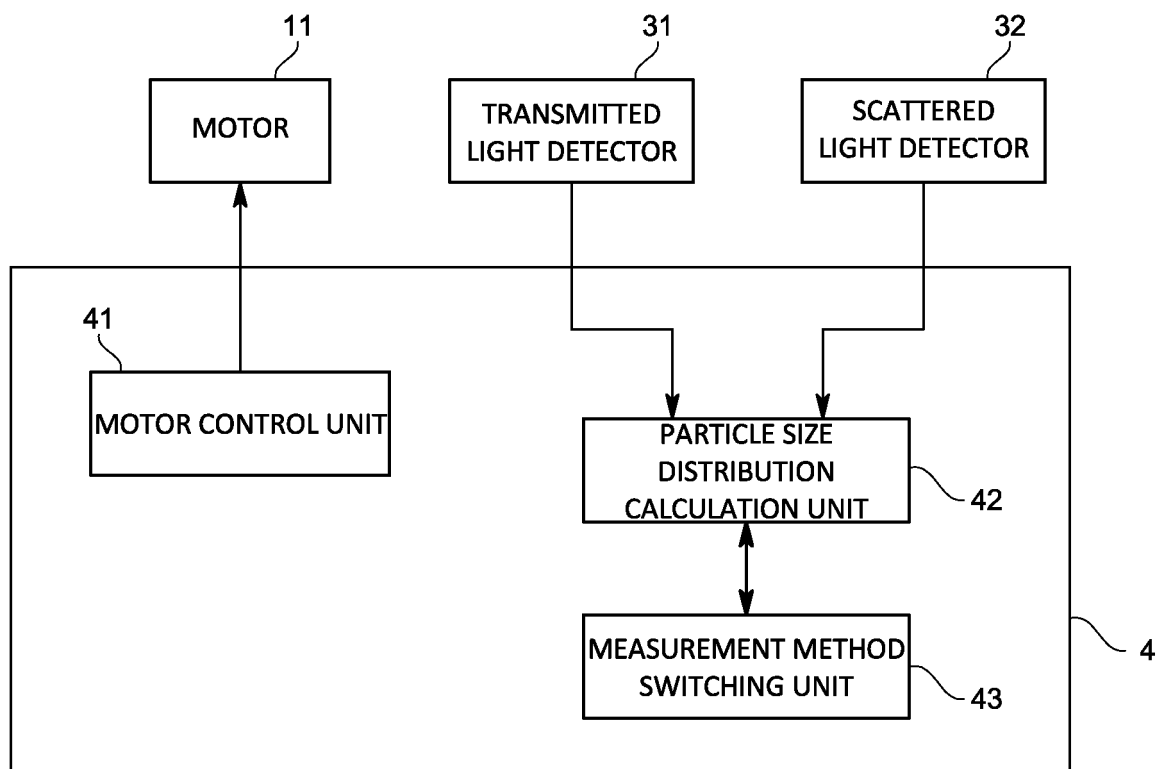 11
31
32
MOTOR
TRANSMITTED
LIGHT DETECTOR
SCATTERED
LIGHT DETECTOR
41
MOTOR CONTROL UNIT
PARTICLE SIZE
DISTRIBUTION
CALCULATION UNIT
42
MEASUREMENT METHOD
SWITCHING UNIT
43
4